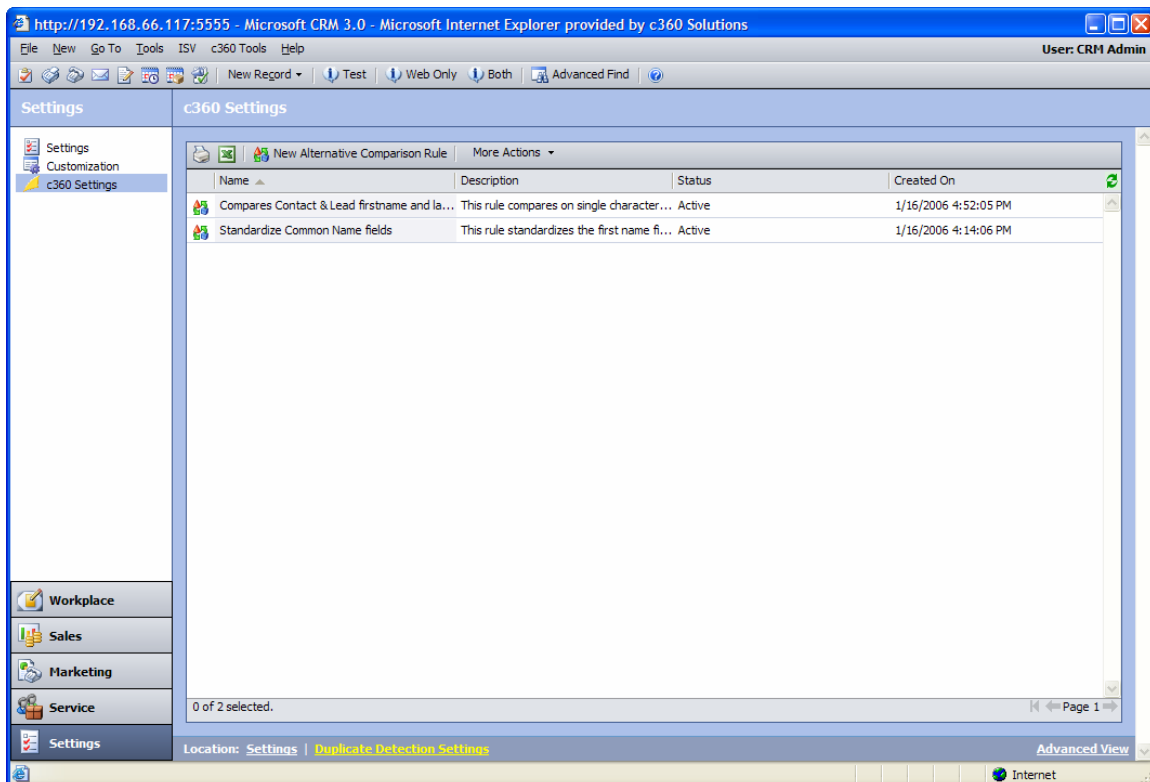 http://192.168.66.117:5555 - Microsoft CRM 3.0 - Microsoft Internet Explorer provided by c360 Solutions
File New Go To Tools ISV c360 Tools Help User: CRM Admin
New Record Test Web Only Both Advanced Find
Settings c360 Settings
Settings
Customization
c360 Settings
New Alternative Comparison Rule More Actions
Name Description Status Created On
Compares Contact & Lead firstname and la... This rule compares on single character... Active 1/16/2006 4:52:05 PM
Standardize Common Name fields This rule standardizes the first name fi... Active 1/16/2006 4:14:06 PM
Workplace
Sales
Marketing
Service
Settings
0 of 2 selected. Page 1
Location: Settings | Duplicate Detection Settings Advanced View
Internet